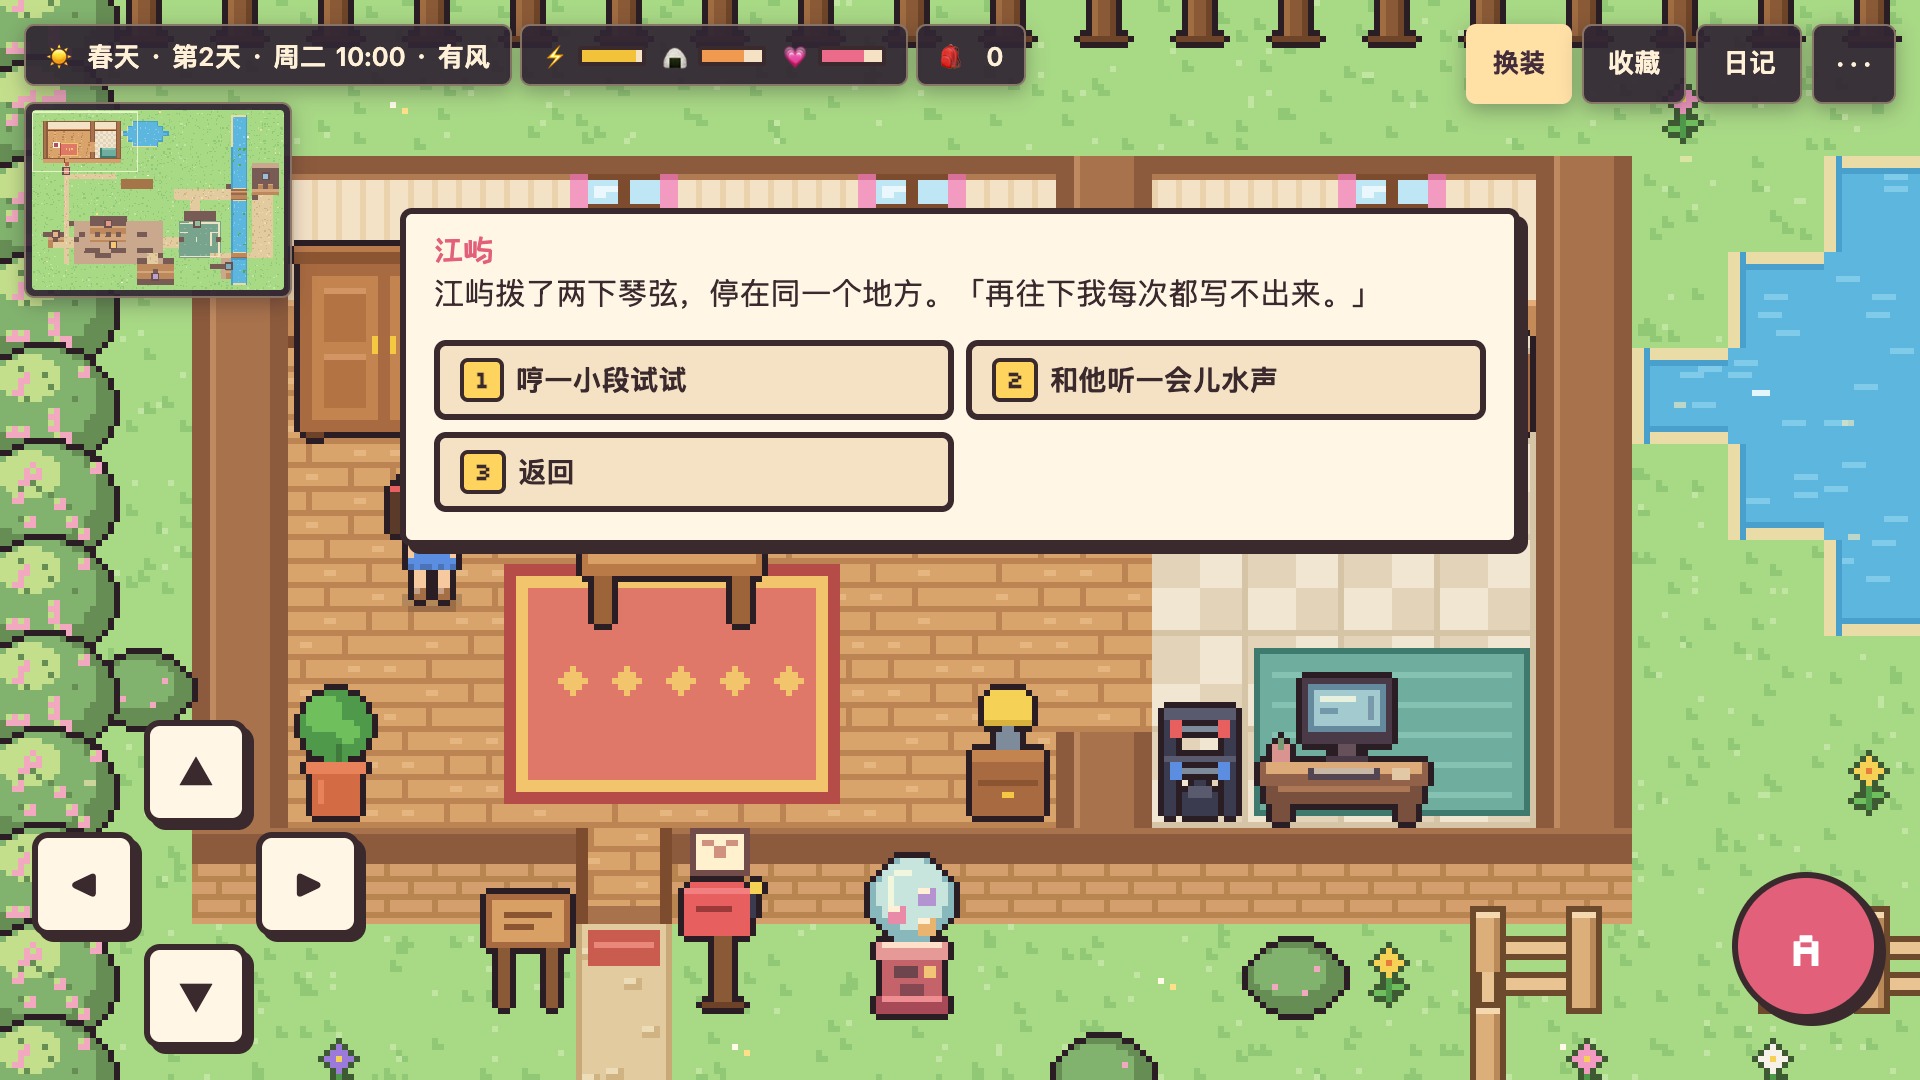 春天 · 第2天 · 周二 10:00 · 有风
0
换装
收藏
日记
···
江屿
江屿拨了两下琴弦，停在同一个地方。「再往下我每次都写不出来。」
1 哼一小段试试
2 和他听一会儿水声
3 返回
A